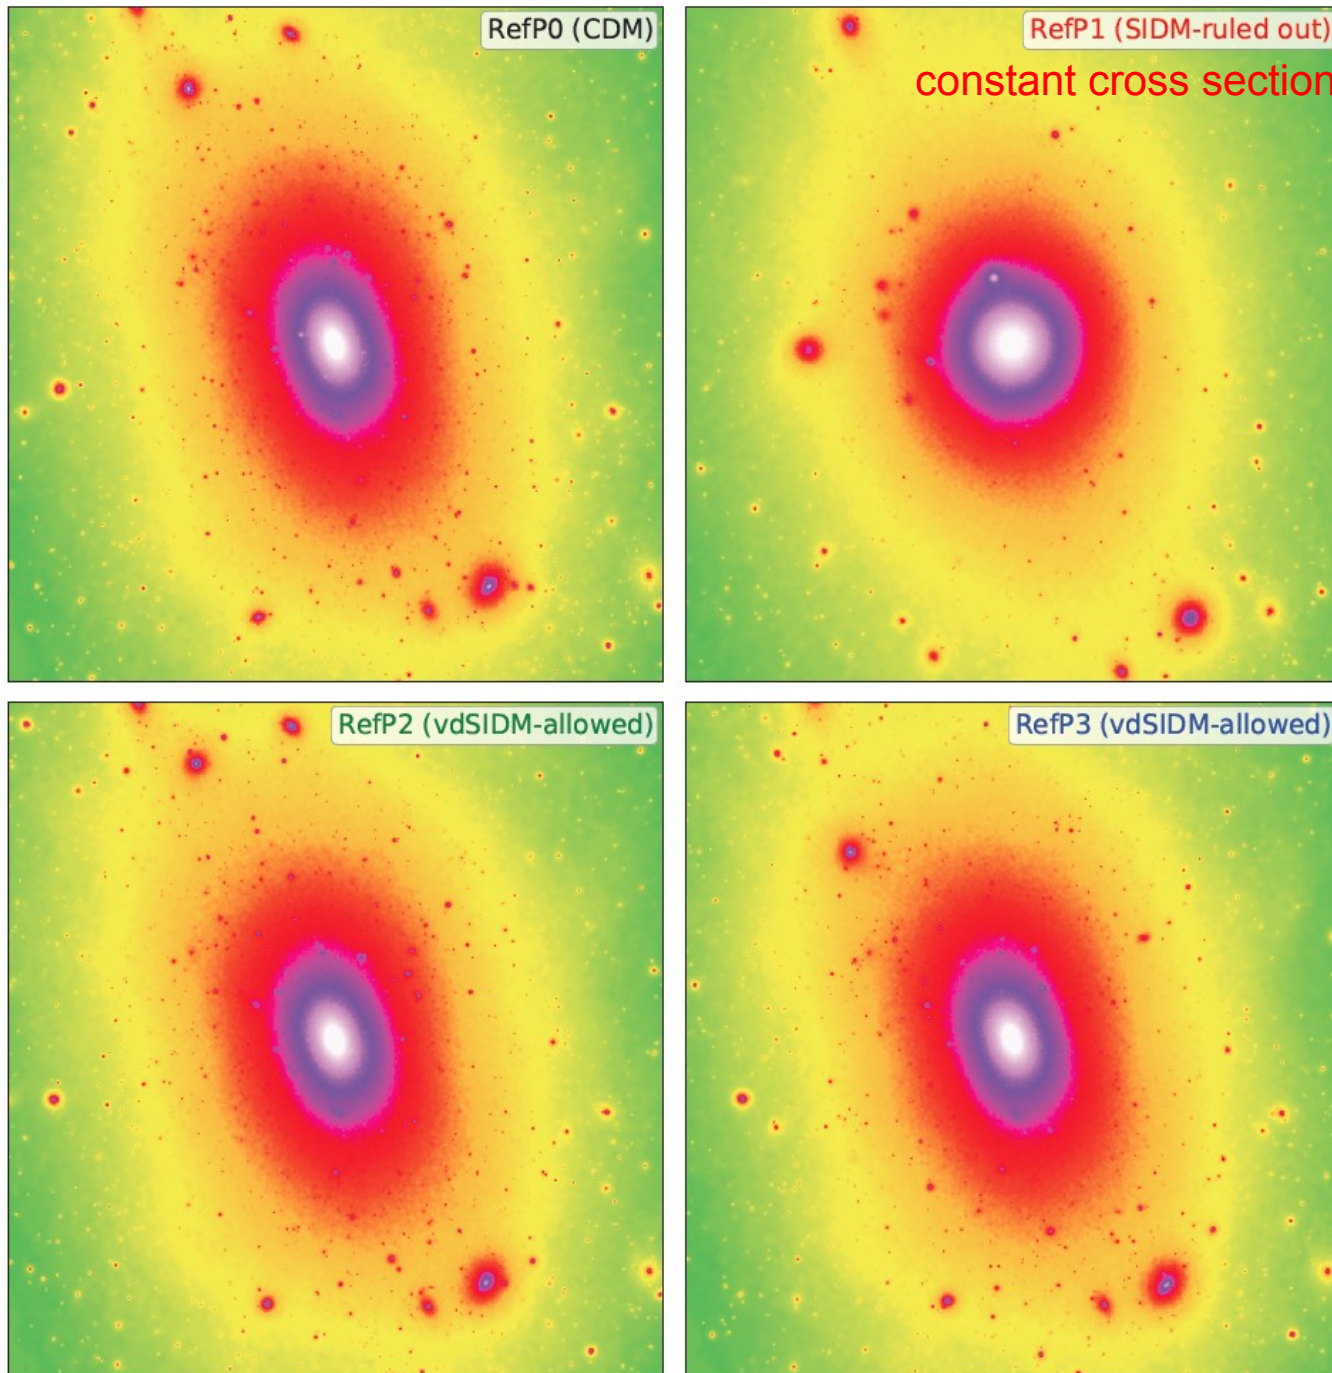 RefP0 (CDM)
RefP1 (SIDM-ruled out)
constant cross section
RefP2 (vdSIDM-allowed)
RefP3 (vdSIDM-allowed)